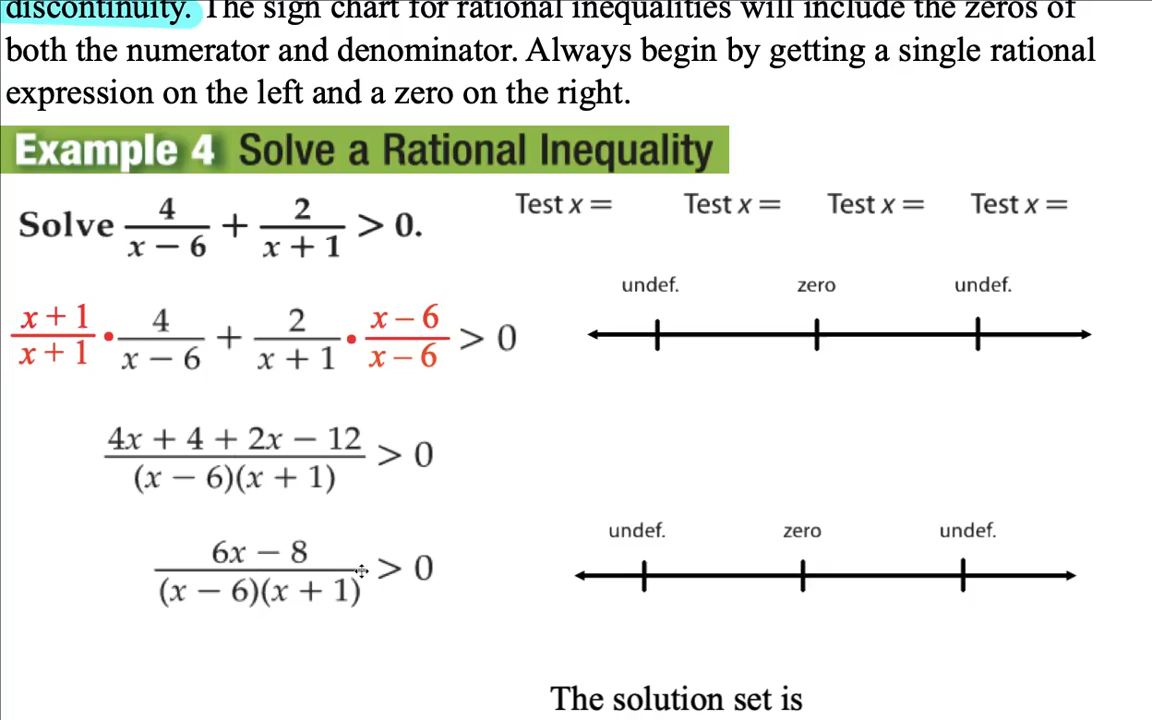 discontinuity. The sign chart for rational inequalities will include the zeros of
both the numerator and denominator. Always begin by getting a single rational
expression on the left and a zero on the right.
Example 4 Solve a Rational Inequality
Solve 4/(x − 6) + 2/(x + 1) > 0.
Test x = Test x = Test x = Test x =
undef. zero undef.
(x + 1)/(x + 1) • 4/(x − 6) + 2/(x + 1) • (x − 6)/(x − 6) > 0
(4x + 4 + 2x − 12)/((x − 6)(x + 1)) > 0
undef. zero undef.
(6x − 8)/((x − 6)(x + 1)) > 0
The solution set is